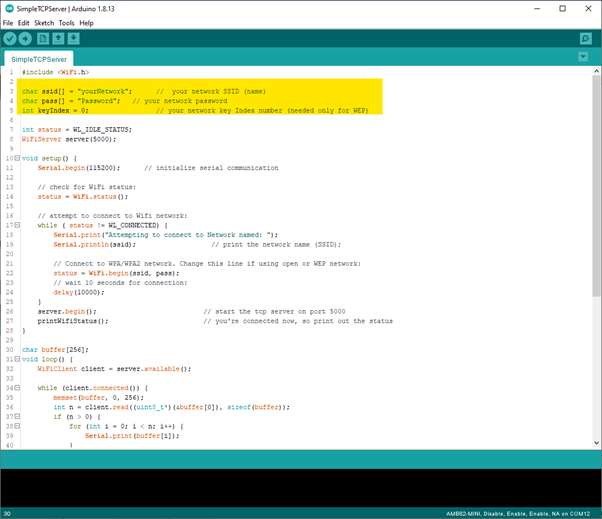 SimpleTCPServer | Arduino 1.8.13
File Edit Sketch Tools Help
SimpleTCPServer
1 #include <WiFi.h>
2
3 char ssid[] = "yourNetwork";      // your network SSID (name)
4 char pass[] = "Password";   // your network password
5 int keyIndex = 0;                 // your network key Index number (needed only for WEP)
6
7 int status = WL_IDLE_STATUS;
8 WiFiServer server(5000);
9
10 void setup() {
11     Serial.begin(115200);      // initialize serial communication
12
13     // check for WiFi status:
14     status = WiFi.status();
15
16     // attempt to connect to Wifi network:
17     while ( status != WL_CONNECTED) {
18         Serial.print("Attempting to connect to Network named: ");
19         Serial.println(ssid);                   // print the network name (SSID);
20
21         // Connect to WPA/WPA2 network. Change this line if using open or WEP network:
22         status = WiFi.begin(ssid, pass);
23         // wait 10 seconds for connection:
24         delay(10000);
25     }
26     server.begin();                           // start the tcp server on port 5000
27     printWifiStatus();                        // you're connected now, so print out the status
28 }
29
30 char buffer[256];
31 void loop() {
32     WiFiClient client = server.available();
33
34     while (client.connected()) {
35         memset(buffer, 0, 256);
36         int n = client.read((uint8_t*)(&buffer[0]), sizeof(buffer));
37         if (n > 0) {
38             for (int i = 0; i < n; i++) {
39                 Serial.print(buffer[i]);
40             }
30 AMB82-MINI, Disable, Enable, Enable, NA on COM12